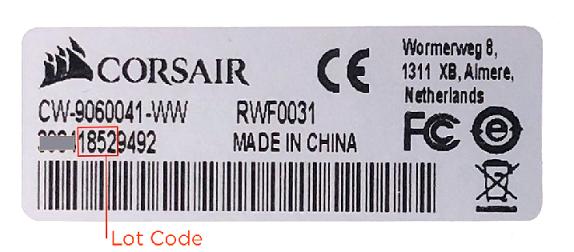 CORSAIR
CE
Wormerweg 8,
1311 XB, Almere,
Netherlands
CW-9060041-WW
RWF0031
18529492
MADE IN CHINA
FC
e
Lot Code